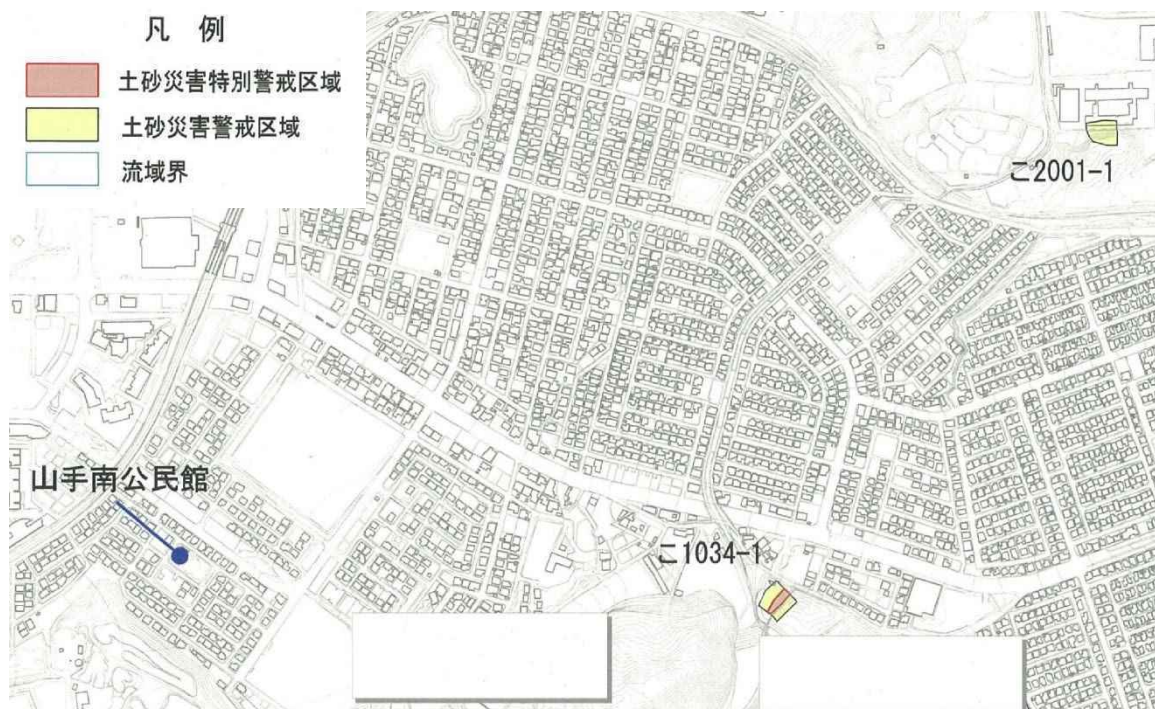 凡 例
土砂災害特別警戒区域
土砂災害警戒区域
流域界
こ2001-1
山手南公民館
こ1034-1